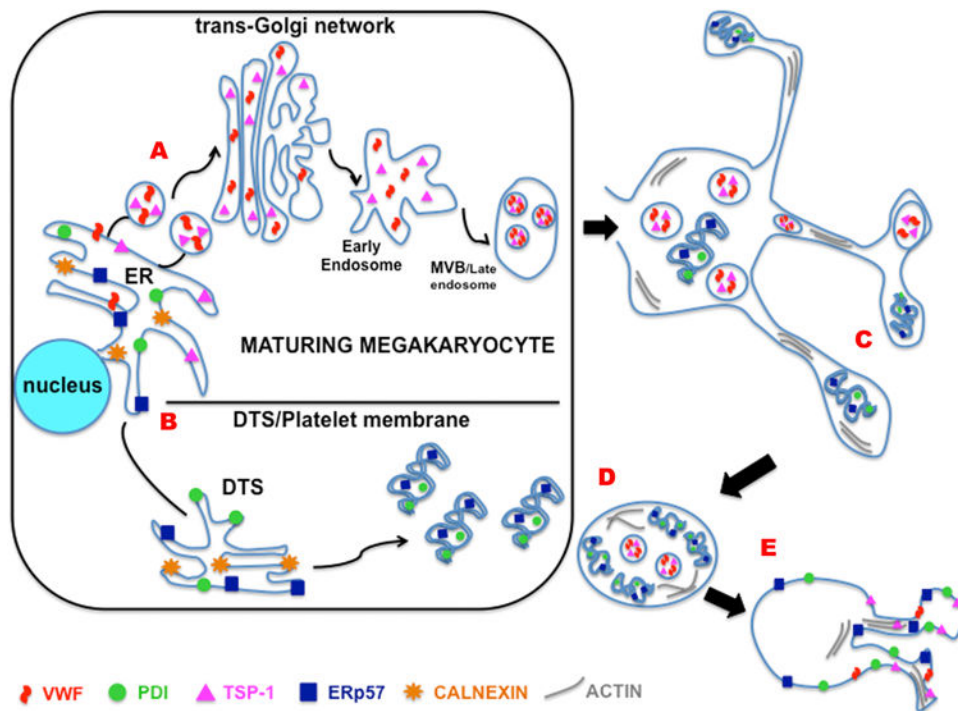 trans-Golgi network
A
ER
Early
Endosome
MVB/Late
endosome
MATURING MEGAKARYOCYTE
nucleus
B
DTS/Platelet membrane
DTS
C
D
E
VWF PDI TSP-1 ERp57 CALNEXIN ACTIN